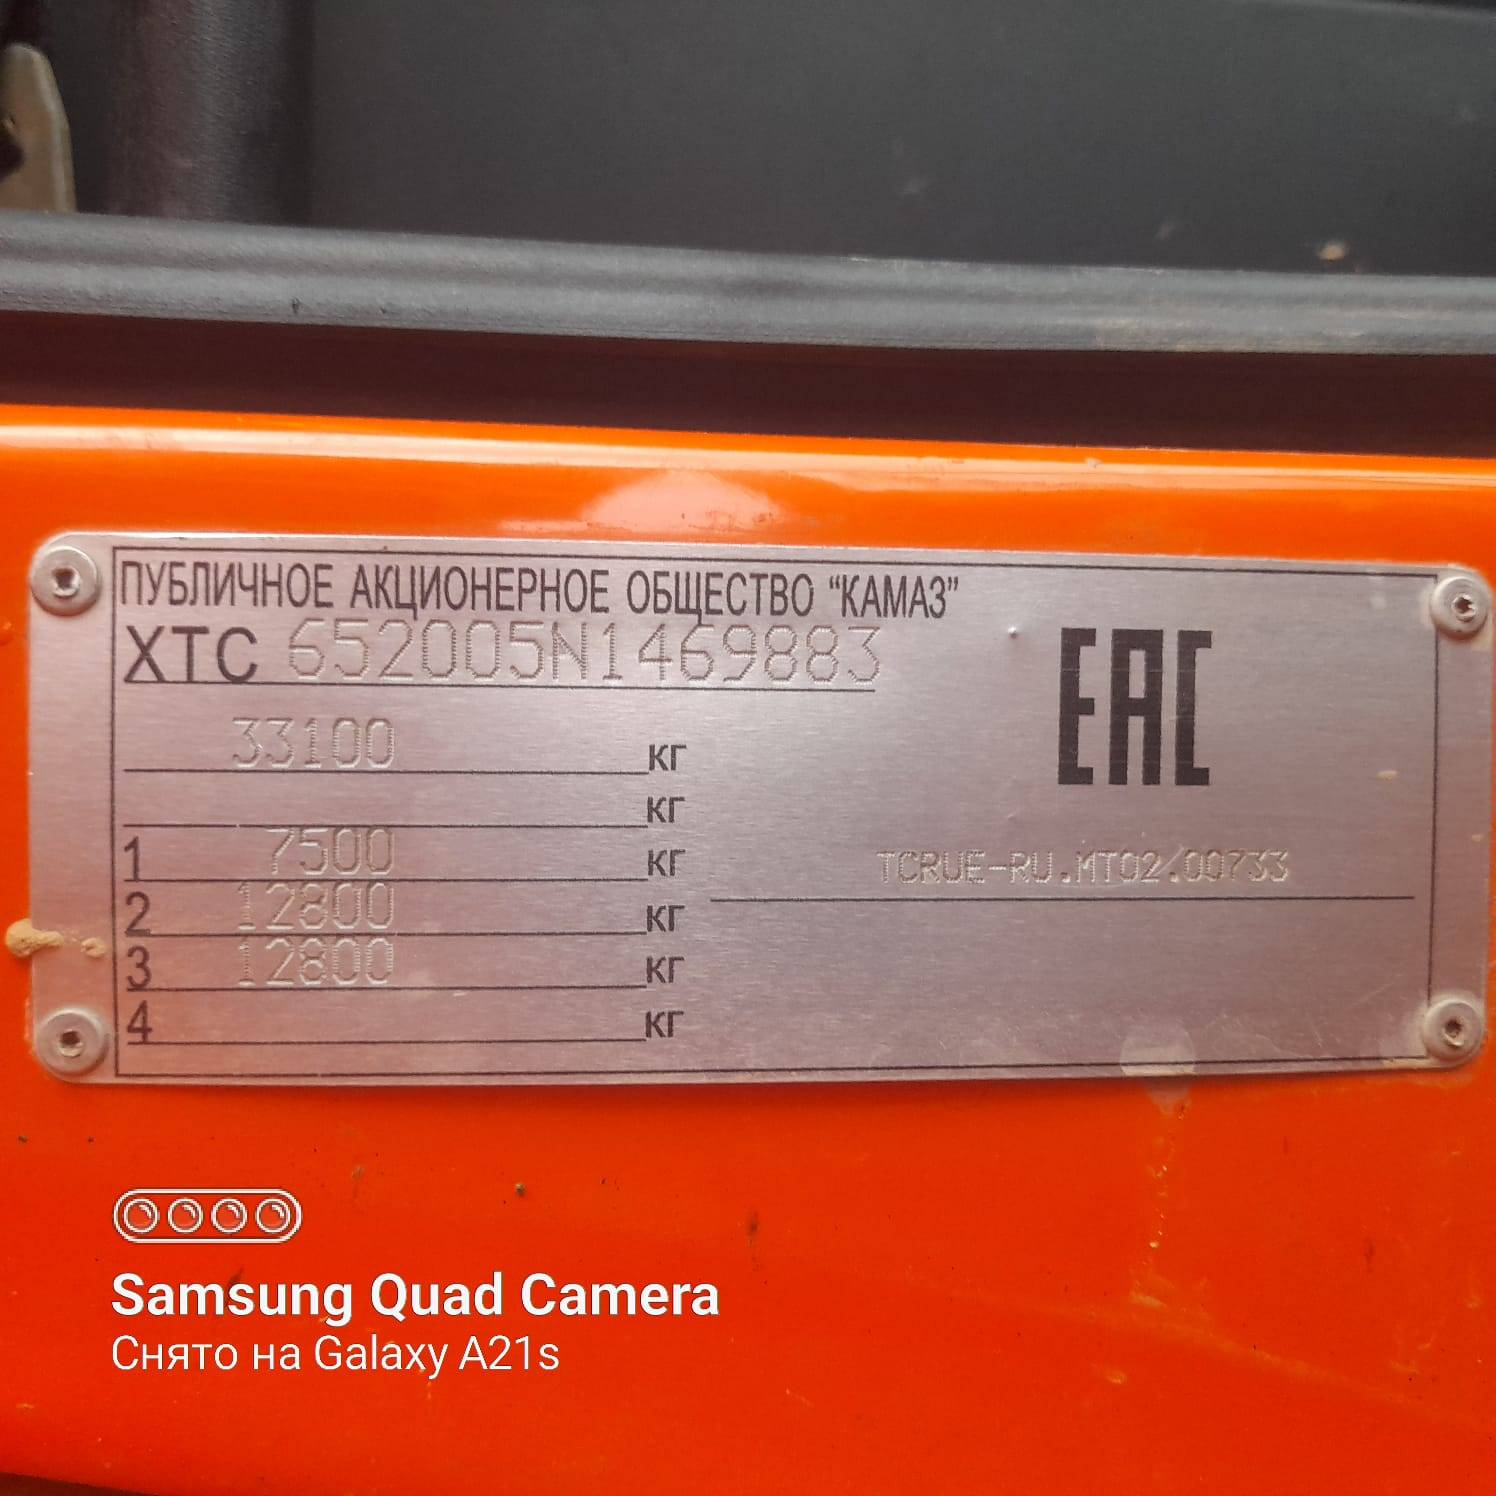 ПУБЛИЧНОЕ АКЦИОНЕРНОЕ ОБЩЕСТВО "КАМАЗ"
ХТС 652005N1469883
33100 кг
кг
1 7500 кг
2 12800 кг
3 12800 кг
4 кг
EAC
TCRUE-RU.MT02.00733
Samsung Quad Camera
Снято на Galaxy A21s